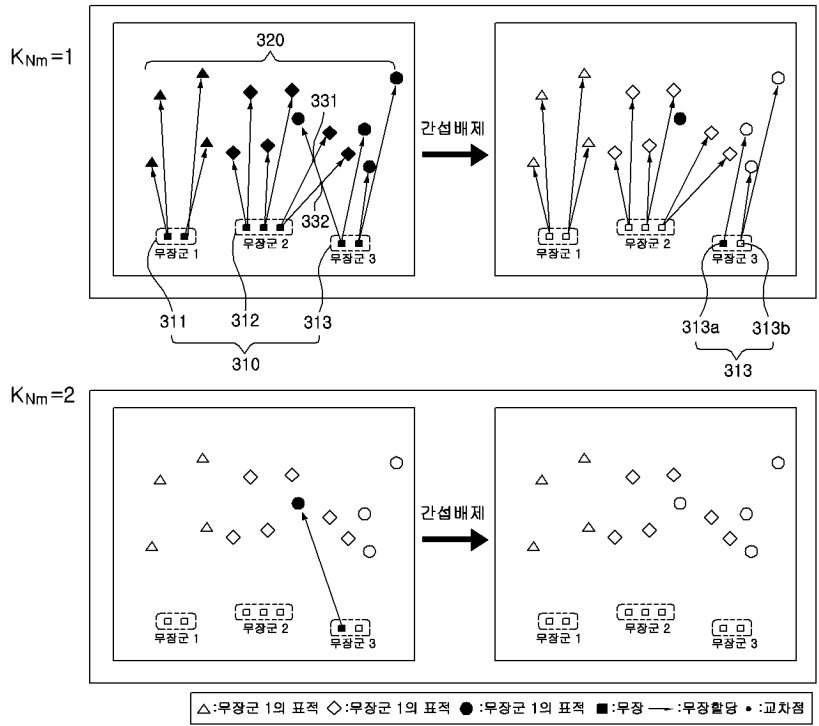 K_Nm=1
320
331
332
무장군 1
무장군 2
무장군 3
311
312
313
310
간섭배제
무장군 1
무장군 2
무장군 3
313a
313b
313
K_Nm=2
무장군 1
무장군 2
무장군 3
간섭배제
무장군 1
무장군 2
무장군 3
△:무장군 1의 표적 ◇:무장군 1의 표적 ●:무장군 1의 표적 ■:무장 —:무장할당 •:교차점